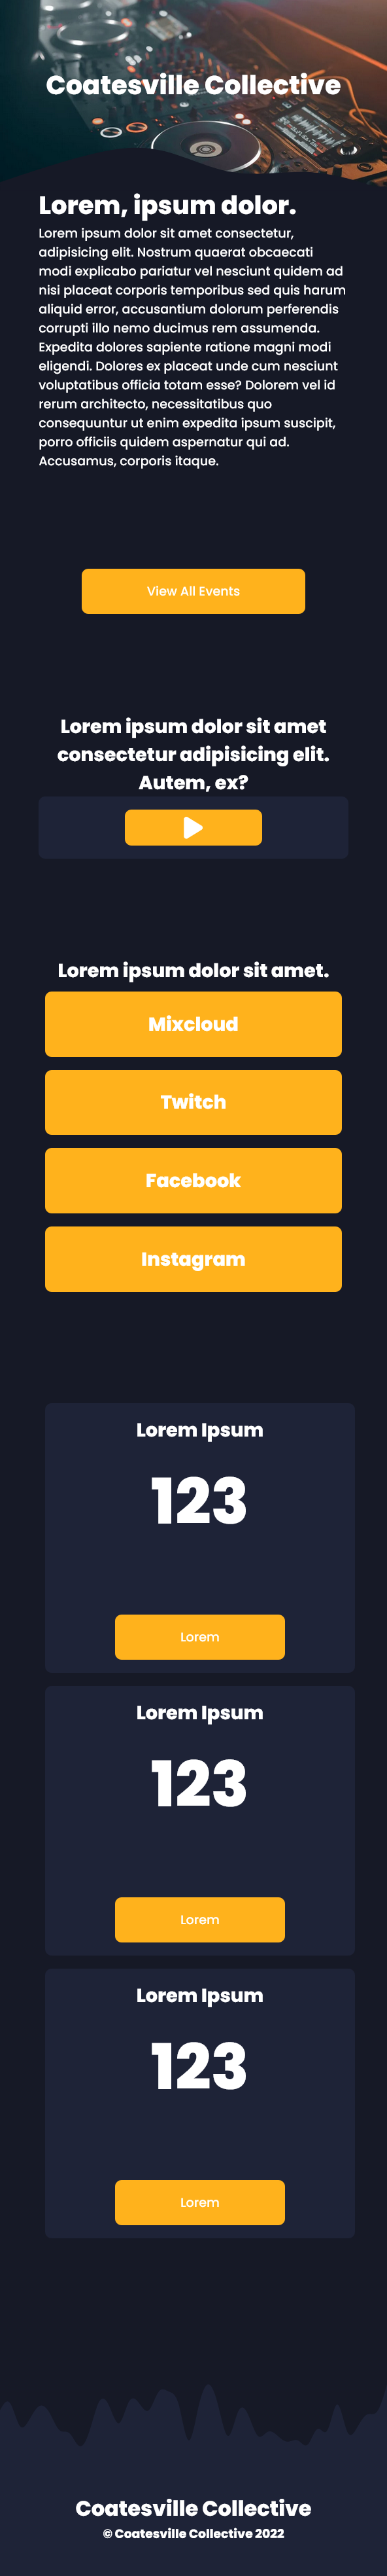 Coatesville Collective
Lorem, ipsum dolor.
Lorem ipsum dolor sit amet consectetur,
adipisicing elit. Nostrum quaerat obcaecati
modi explicabo pariatur vel nesciunt quidem ad
nisi placeat corporis temporibus sed quis harum
aliquid error, accusantium dolorum perferendis
corrupti illo nemo ducimus rem assumenda.
Expedita dolores sapiente ratione magni modi
eligendi. Dolores ex placeat unde cum nesciunt
voluptatibus officia totam esse? Dolorem vel id
rerum architecto, necessitatibus quo
consequuntur ut enim expedita ipsum suscipit,
porro officiis quidem aspernatur qui ad.
Accusamus, corporis itaque.
View All Events
Lorem ipsum dolor sit amet
consectetur adipisicing elit.
Autem, ex?
Lorem ipsum dolor sit amet.
Mixcloud
Twitch
Facebook
Instagram
Lorem Ipsum
123
Lorem
Lorem Ipsum
123
Lorem
Lorem Ipsum
123
Lorem
Coatesville Collective
© Coatesville Collective 2022